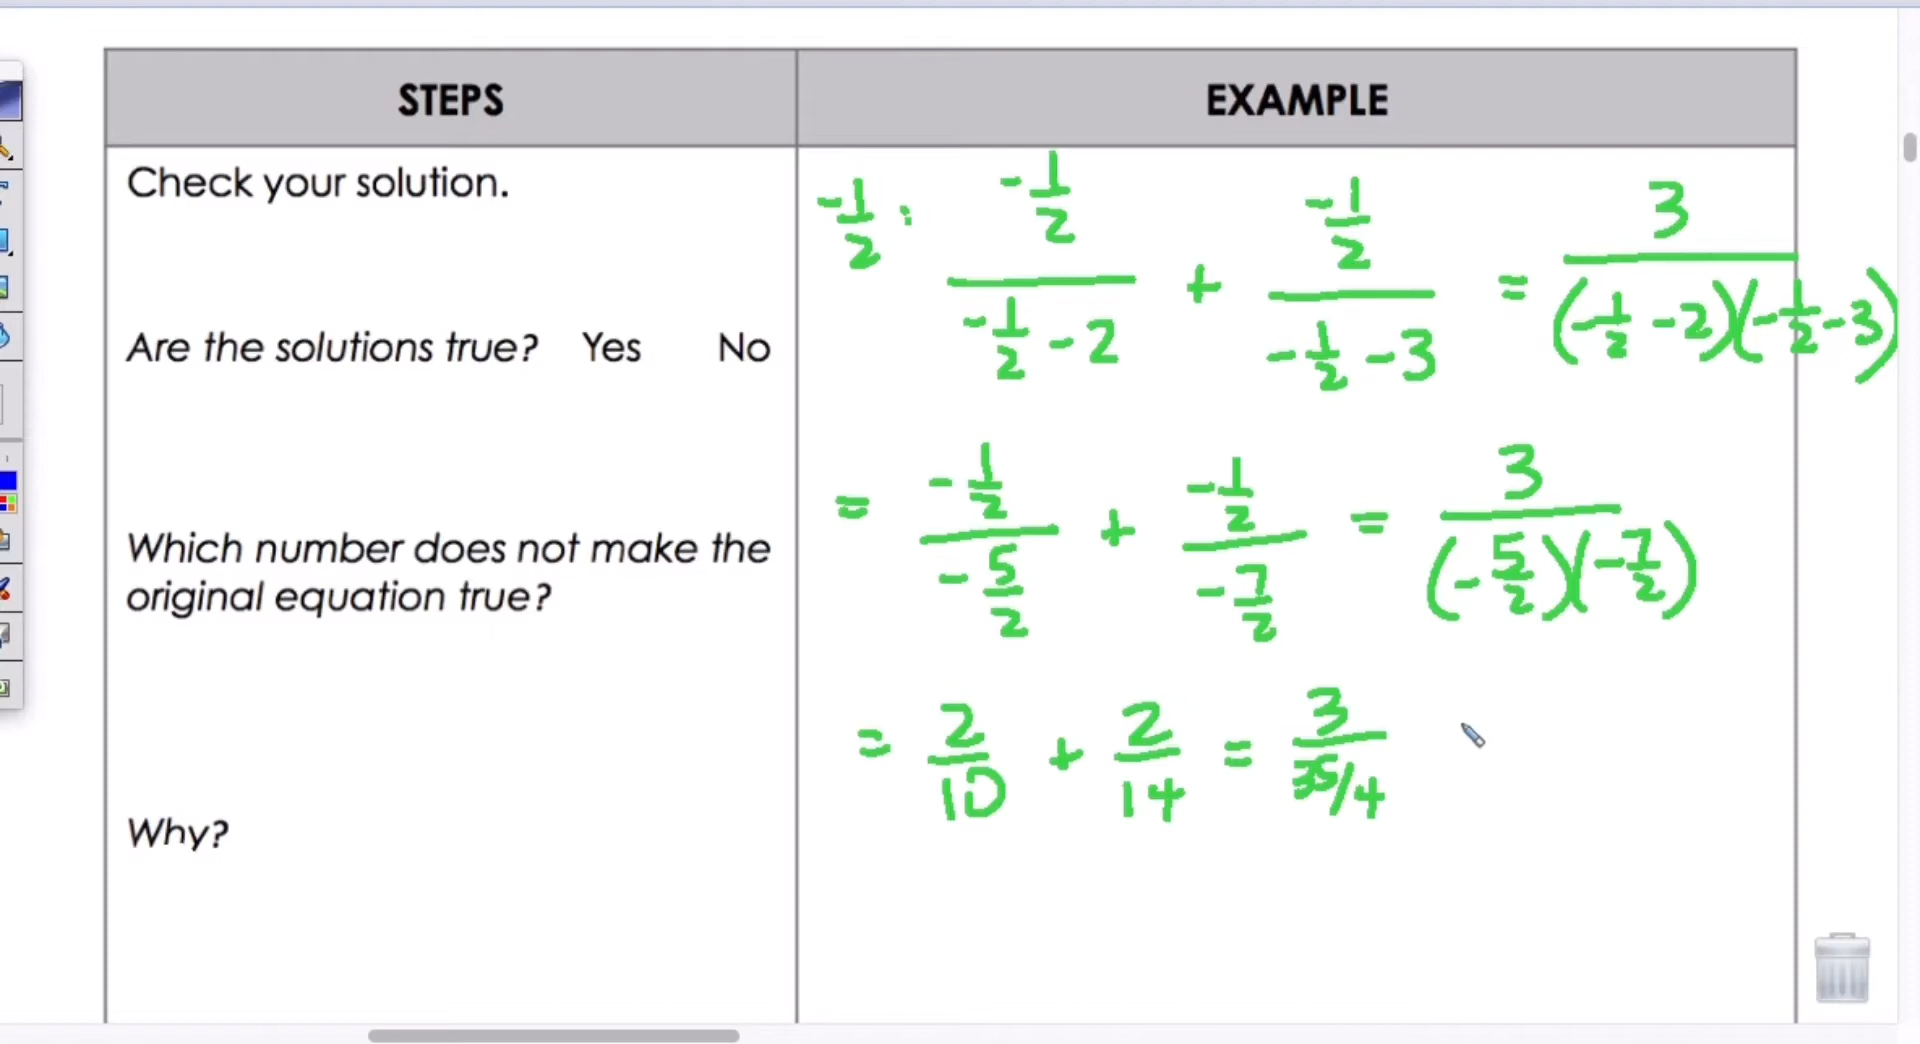 STEPS
EXAMPLE
Check your solution.
Are the solutions true? Yes No
Which number does not make the
original equation true?
Why?
-1/2: (-1/2)/(-1/2 - 2) + (-1/2)/(-1/2 - 3) = 3/((-1/2 - 2)(-1/2 - 3))
= (-1/2)/(-5/2) + (-1/2)/(-7/2) = 3/((-5/2)(-7/2))
= 2/10 + 2/14 = 3/(35/4)